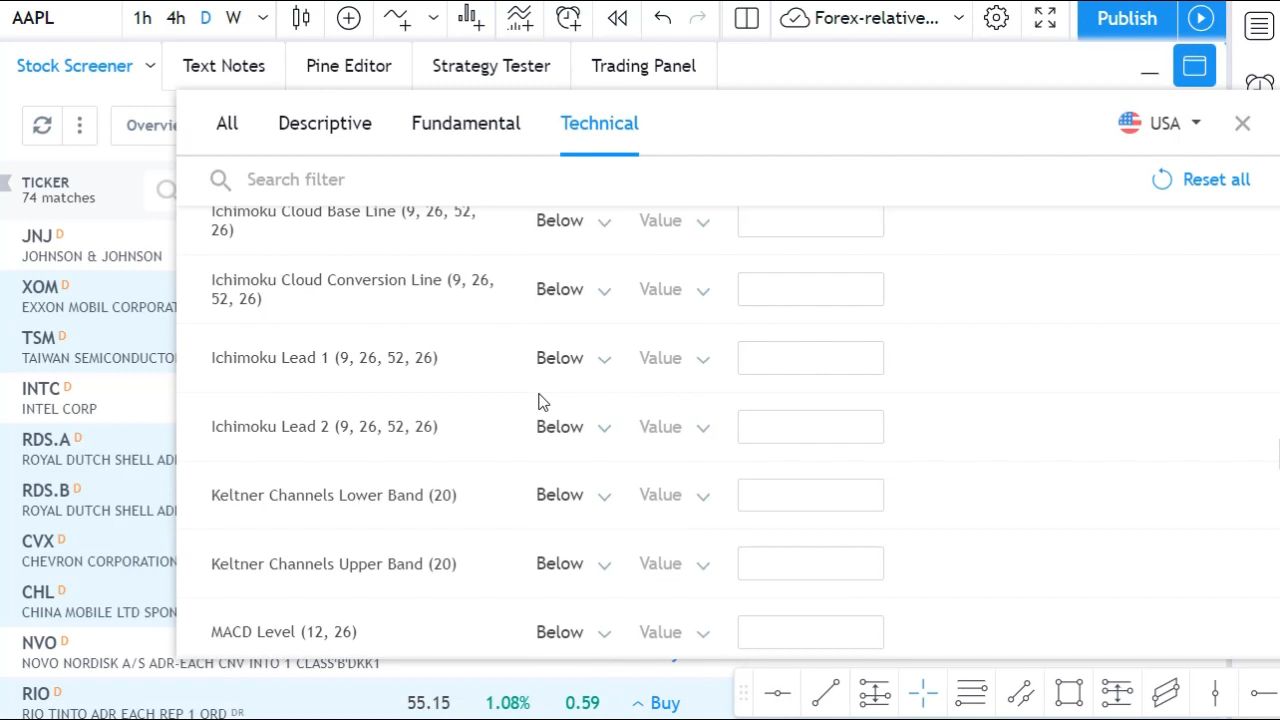 AAPL 1h 4h D W Forex-relative... Publish
Stock Screener Text Notes Pine Editor Strategy Tester Trading Panel
All Descriptive Fundamental Technical USA
Search filter Reset all
TICKER
74 matches
JNJ D
JOHNSON & JOHNSON
XOM D
EXXON MOBIL
TSM D
TAIWAN
INTC D
INTEL CORP
RDS.A D
ROYAL DUTCH SHELL
RDS.B D
ROYAL DUTCH SHELL
CVX D
CHEVRON CORPORATION
CHL D
CHINA MOBILE LTD
NVO D
NOVO NORDISK A/S ADR-EACH CNV INTO 1 CLASS'B'DKK1
RIO D 55.15 1.08% 0.59 Buy
RIO TINTO ADR EACH REP 1 ORD DR
Ichimoku Cloud Base Line (9, 26, 52,
26) Below Value
Ichimoku Cloud Conversion Line (9, 26,
52, 26) Below Value
Ichimoku Lead 1 (9, 26, 52, 26) Below Value
Ichimoku Lead 2 (9, 26, 52, 26) Below Value
Keltner Channels Lower Band (20) Below Value
Keltner Channels Upper Band (20) Below Value
MACD Level (12, 26) Below Value